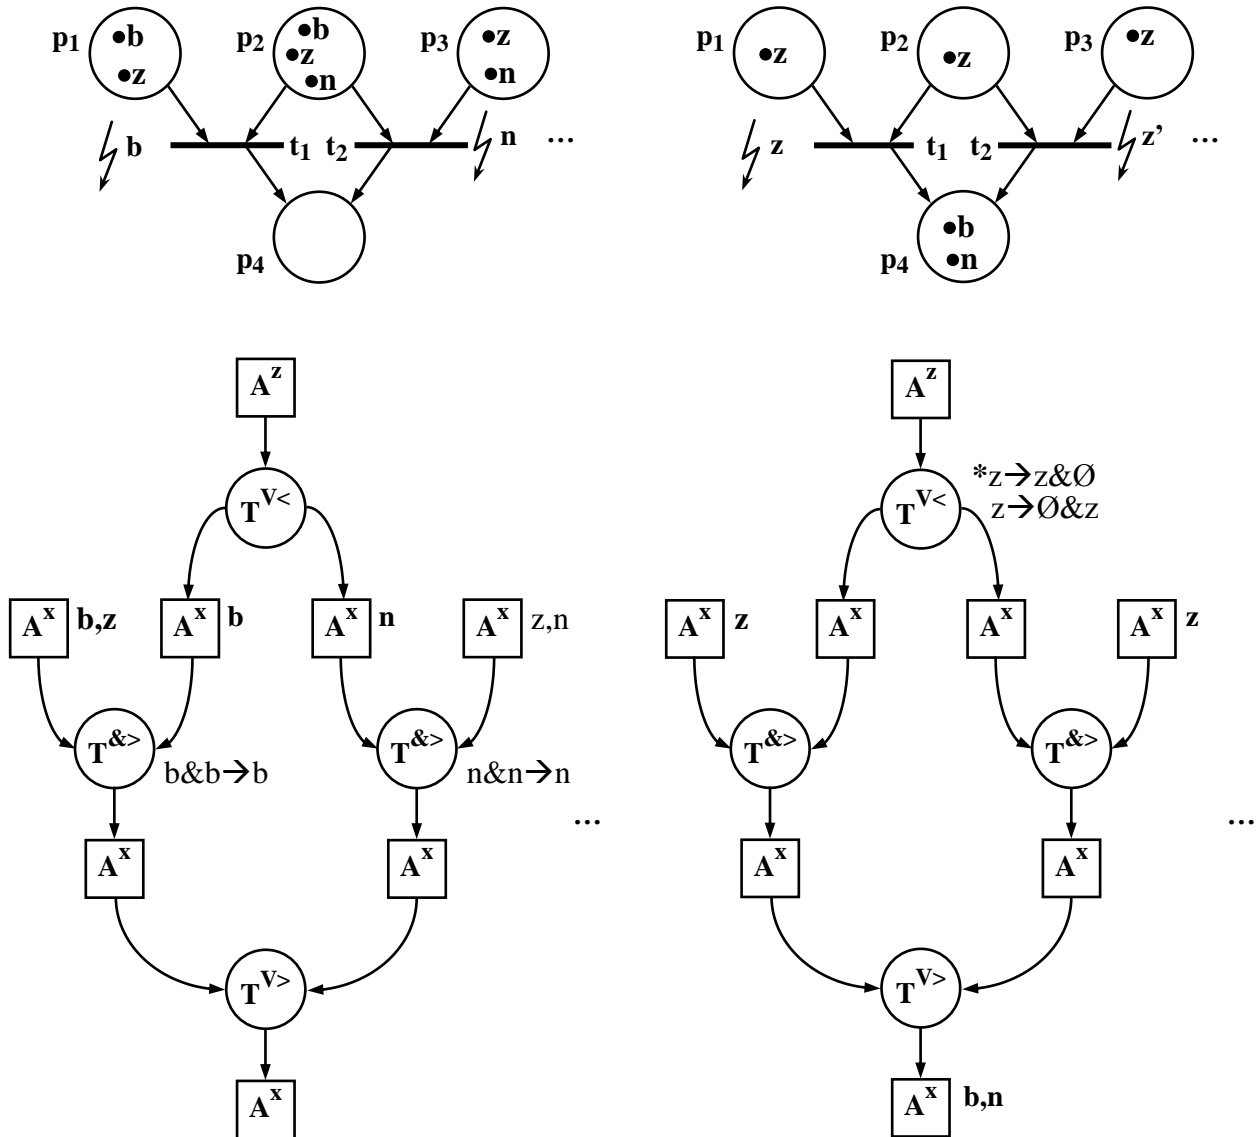 p1 •b •z p2 •b •z •n p3 •z •n p1 •z p2 •z p3 •z
b t1 t2 n ... z t1 t2 z' ...
p4 p4 •b •n
A^z A^z
T^V< T^V< *z→z&Ø
z→Ø&z
A^x b,z A^x b A^x n A^x z,n A^x z A^x A^x A^x z
T^&> T^&> T^&> T^&>
b&b→b n&n→n
... ...
A^x A^x A^x A^x
T^V> T^V>
A^x A^x b,n